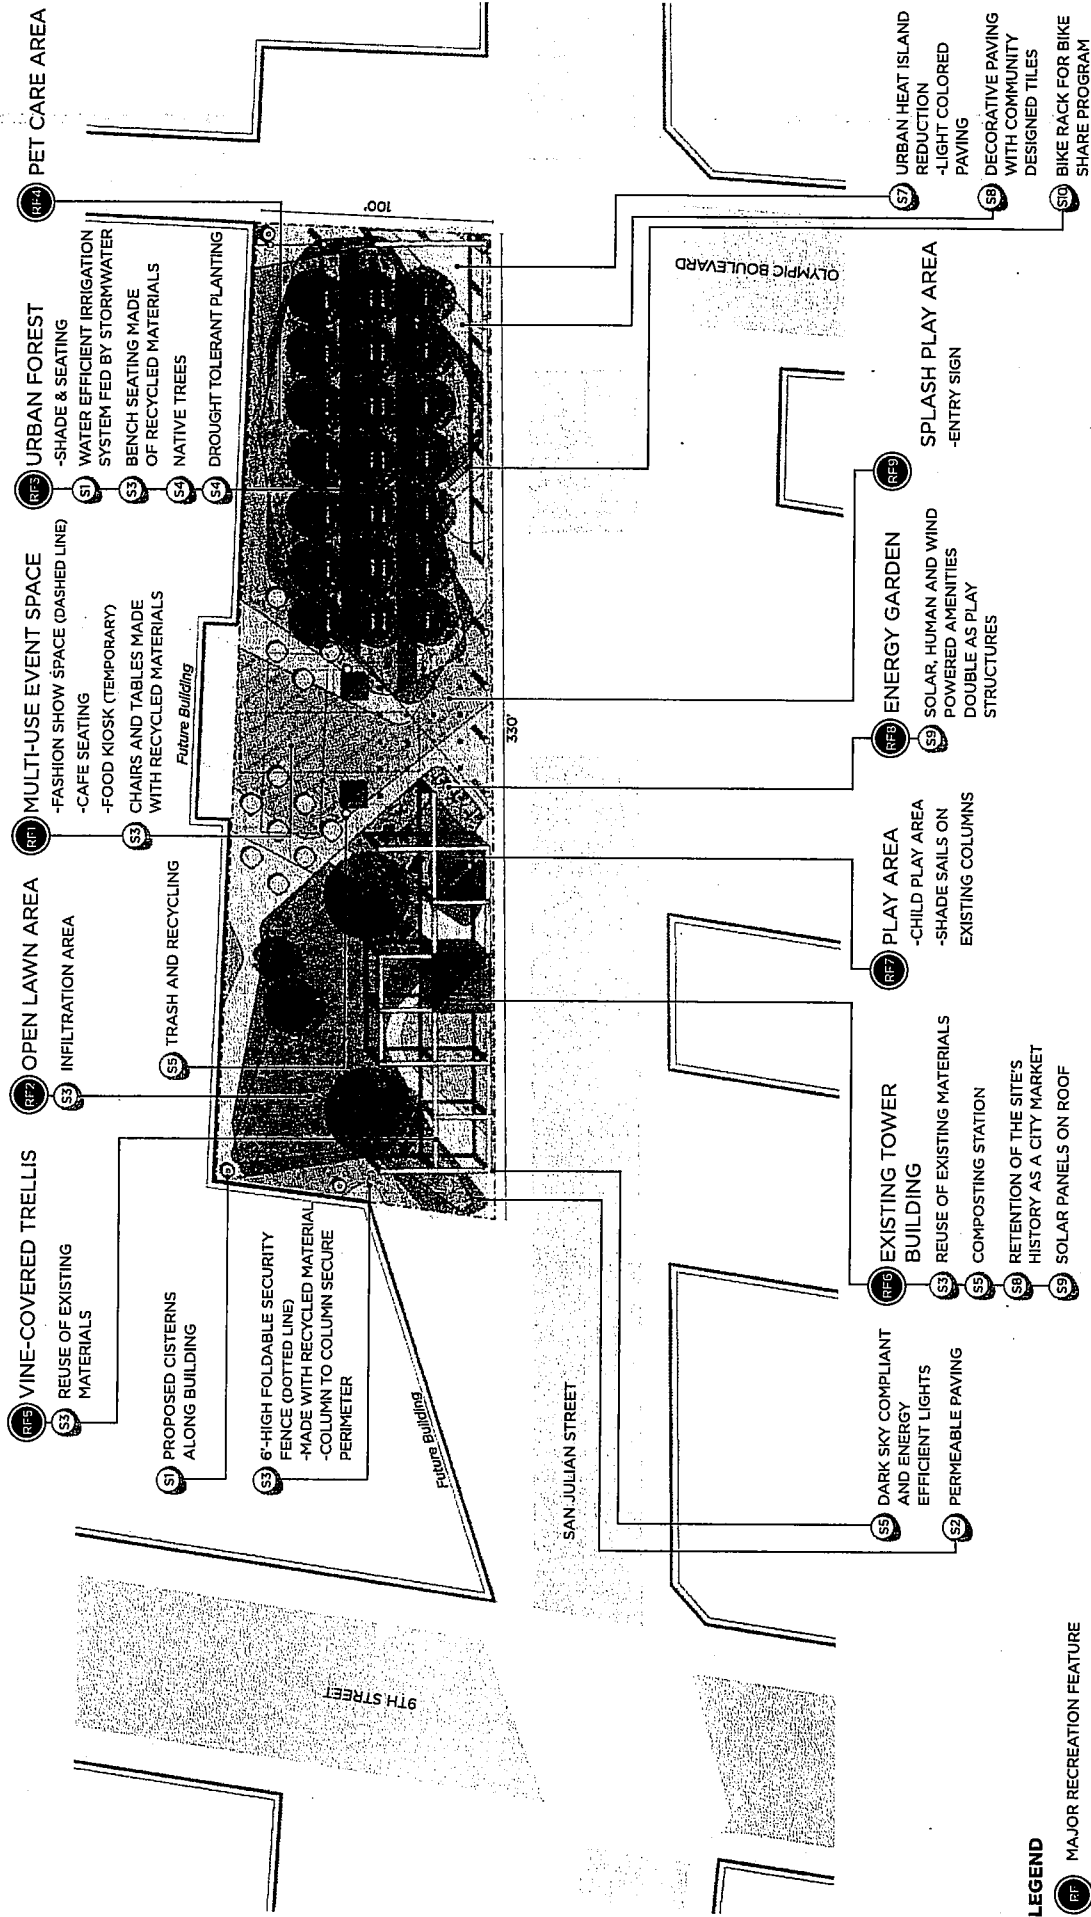 RF5 VINE-COVERED TRELLIS
S3 REUSE OF EXISTING
MATERIALS
S1 PROPOSED CISTERNS
ALONG BUILDING
S3 6'-HIGH FOLDABLE SECURITY
FENCE (DOTTED LINE)
-MADE WITH RECYCLED MATERIAL
-COLUMN TO COLUMN SECURE
PERIMETER
RF2 OPEN LAWN AREA
S3 INFILTRATION AREA
S5 TRASH AND RECYCLING
RF1 MULTI-USE EVENT SPACE
-FASHION SHOW SPACE (DASHED LINE)
-CAFE SEATING
-FOOD KIOSK (TEMPORARY)
S3 CHAIRS AND TABLES MADE
WITH RECYCLED MATERIALS
RF3 URBAN FOREST
-SHADE & SEATING
S1 WATER EFFICIENT IRRIGATION
SYSTEM FED BY STORMWATER
S3 BENCH SEATING MADE
OF RECYCLED MATERIALS
S4 NATIVE TREES
S4 DROUGHT TOLERANT PLANTING
RF4 PET CARE AREA
Future Building
Future Building
100'
330'
9TH STREET
SAN JULIAN STREET
OLYMPIC BOULEVARD
S5 DARK SKY COMPLIANT
AND ENERGY
EFFICIENT LIGHTS
S2 PERMEABLE PAVING
RF6 EXISTING TOWER
BUILDING
S3 REUSE OF EXISTING MATERIALS
S5 COMPOSTING STATION
S8 RETENTION OF THE SITE'S
HISTORY AS A CITY MARKET
S9 SOLAR PANELS ON ROOF
RF7 PLAY AREA
-CHILD PLAY AREA
-SHADE SAILS ON
EXISTING COLUMNS
RF8 ENERGY GARDEN
S9 SOLAR, HUMAN AND WIND
POWERED AMENITIES
DOUBLE AS PLAY
STRUCTURES
RF9 SPLASH PLAY AREA
-ENTRY SIGN
S7 URBAN HEAT ISLAND
REDUCTION
-LIGHT COLORED
PAVING
S8 DECORATIVE PAVING
WITH COMMUNITY
DESIGNED TILES
S10 BIKE RACK FOR BIKE
SHARE PROGRAM
LEGEND
RF MAJOR RECREATION FEATURE